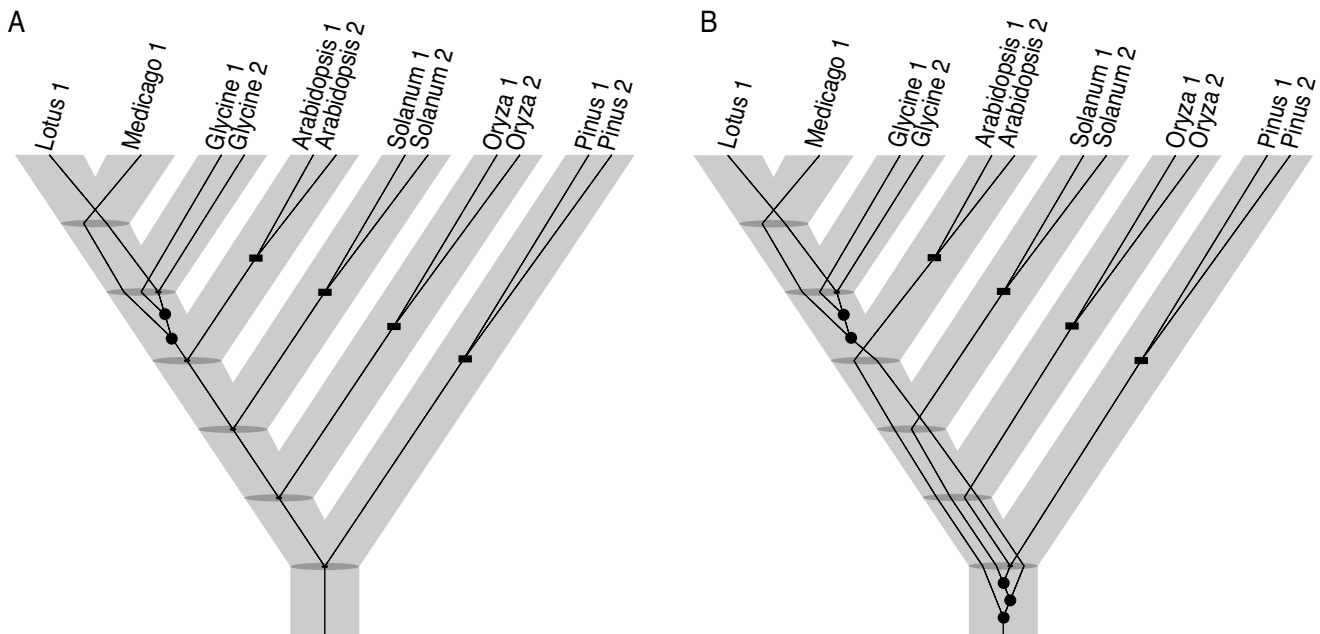 A
Lotus 1
Medicago 1
Glycine 1
Glycine 2
Arabidopsis 1
Arabidopsis 2
Solanum 1
Solanum 2
Oryza 1
Oryza 2
Pinus 1
Pinus 2
B
Lotus 1
Medicago 1
Glycine 1
Glycine 2
Arabidopsis 1
Arabidopsis 2
Solanum 1
Solanum 2
Oryza 1
Oryza 2
Pinus 1
Pinus 2